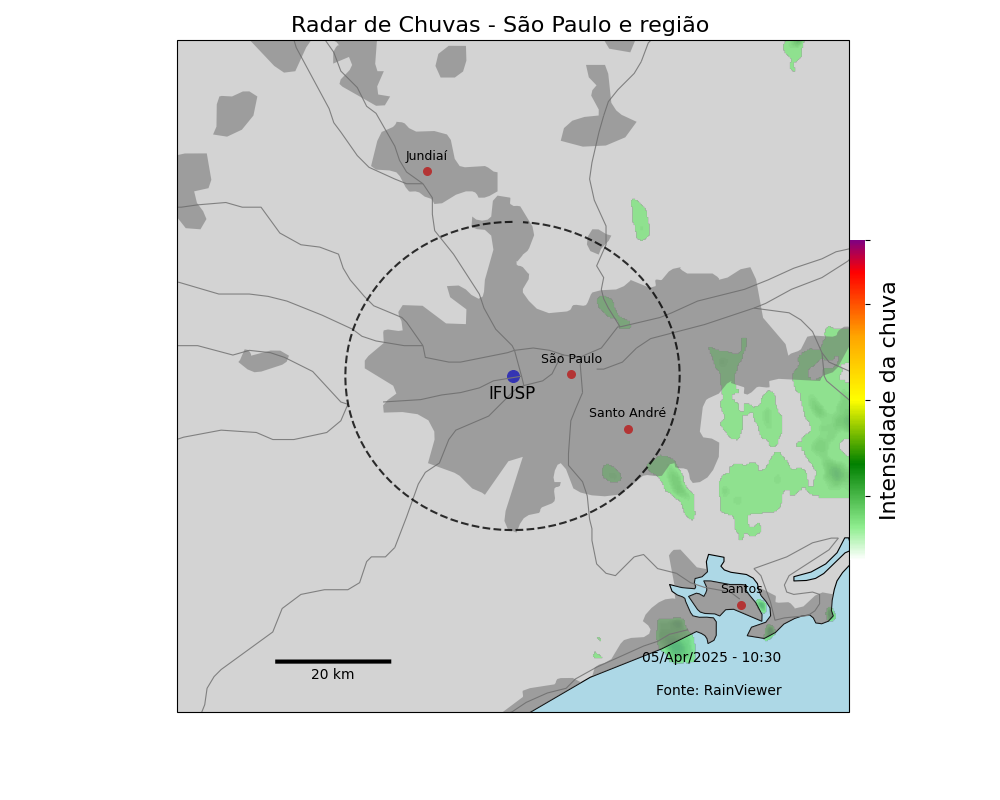 Radar de Chuvas - São Paulo e região
Jundiaí
São Paulo
IFUSP
Santo André
Intensidade da chuva
Santos
05/Apr/2025 - 10:30
20 km
Fonte: RainViewer